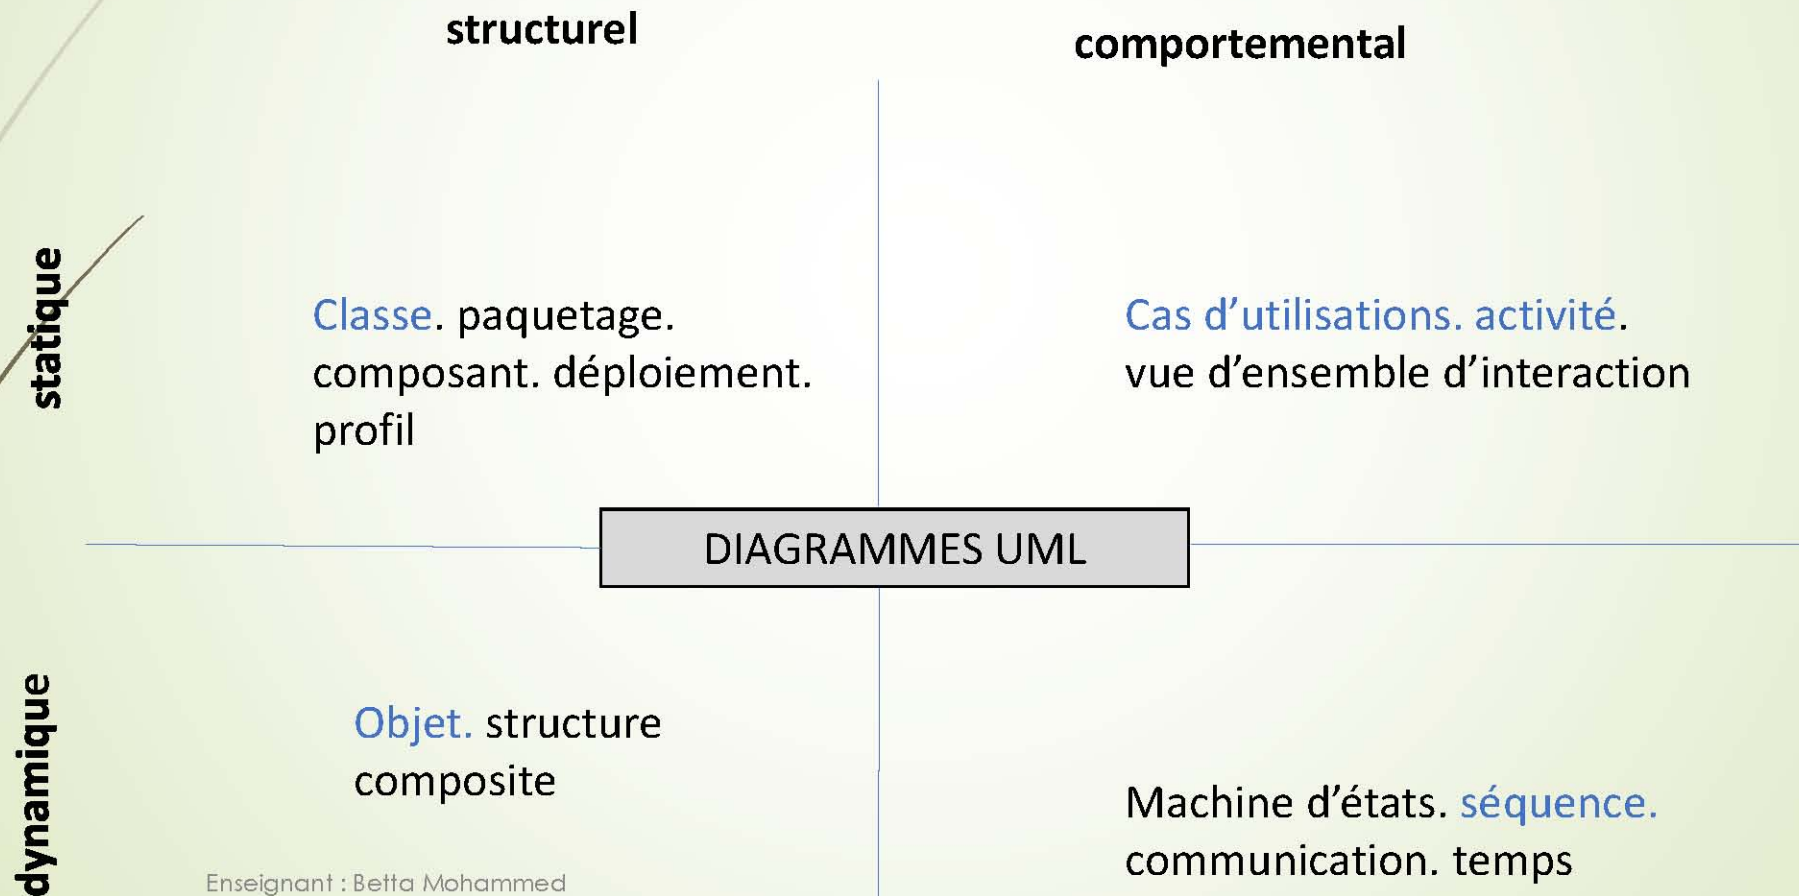 structurel
comportemental
statique
Classe. paquetage.
composant. déploiement.
profil
Cas d’utilisations. activité.
vue d’ensemble d’interaction
DIAGRAMMES UML
dynamique
Objet. structure
composite
Machine d’états. séquence.
communication. temps
Enseignant : Betta Mohammed